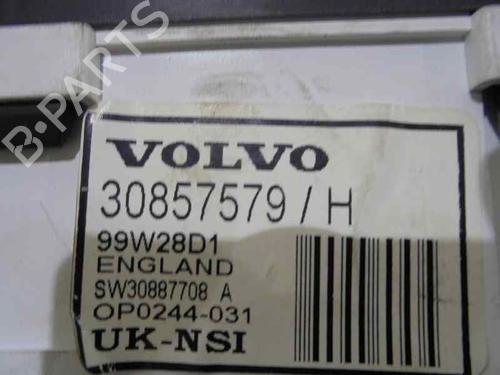 B-PARTS
VOLVO
30857579 / H
99W28D1
ENGLAND
SW30887708 A
OP0244-031
UK-NSI